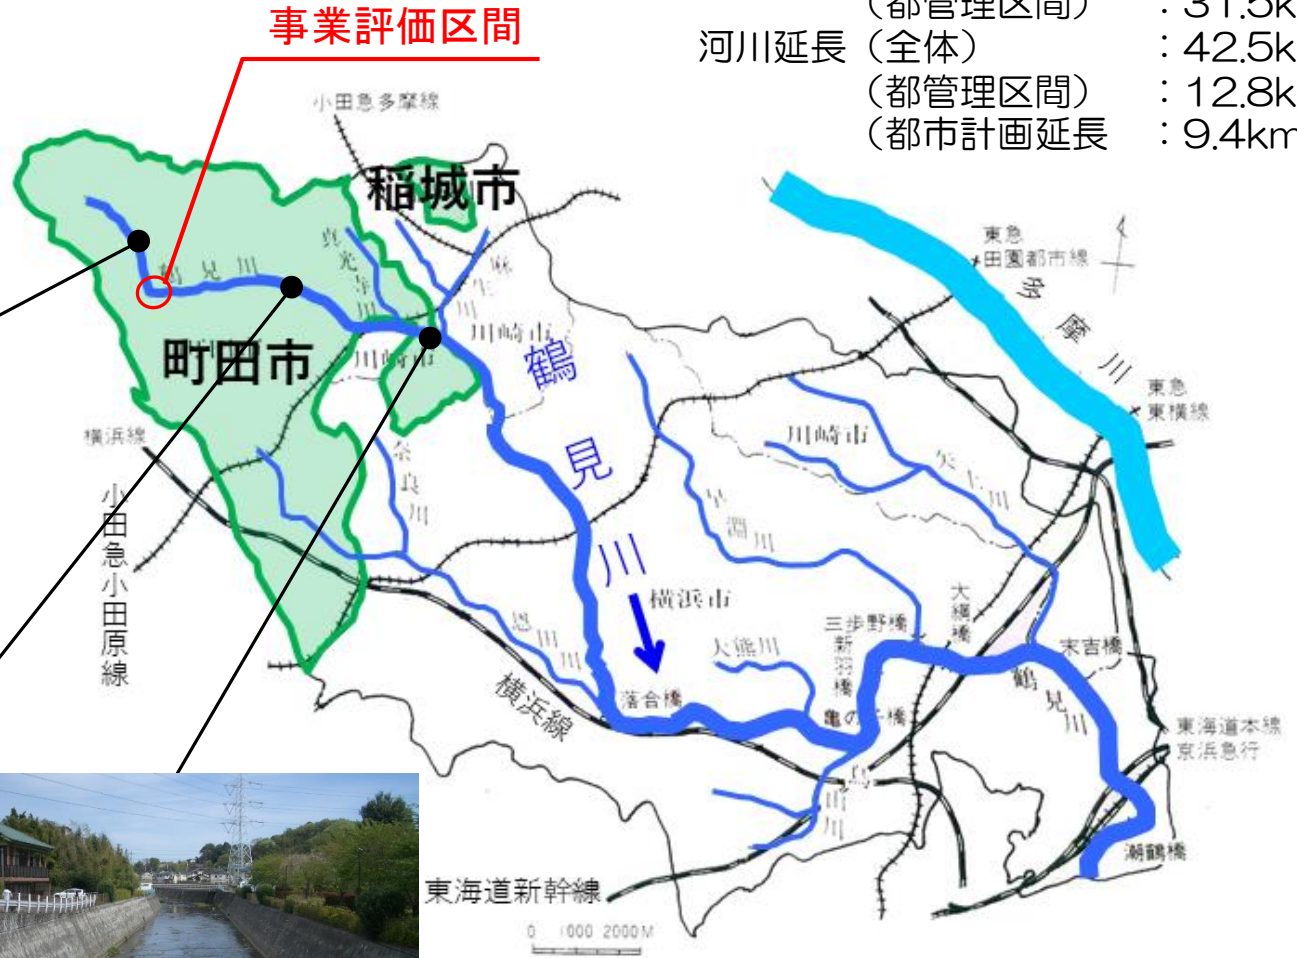 事業評価区間
（都管理区間） ：31.5k
河川延長（全体） ：42.5k
（都管理区間） ：12.8k
（都市計画延長 ：9.4km
小田急多摩線
稲城市
東急
田園都市線
多摩川
真光寺川
麻生川
鶴見川
川崎市
川崎市
町田市
鶴見川
東急
東横線
横浜線
奈良川
川崎市
矢上川
早淵川
小田急小田原線
横浜市
恩田川
大熊川
三歩野橋
新羽橋
大綱橋
末吉橋
鶴見川
横浜線
落合橋
亀の子橋
鳥山川
東海道本線
京浜急行
潮鶴橋
東海道新幹線
0 1000 2000M